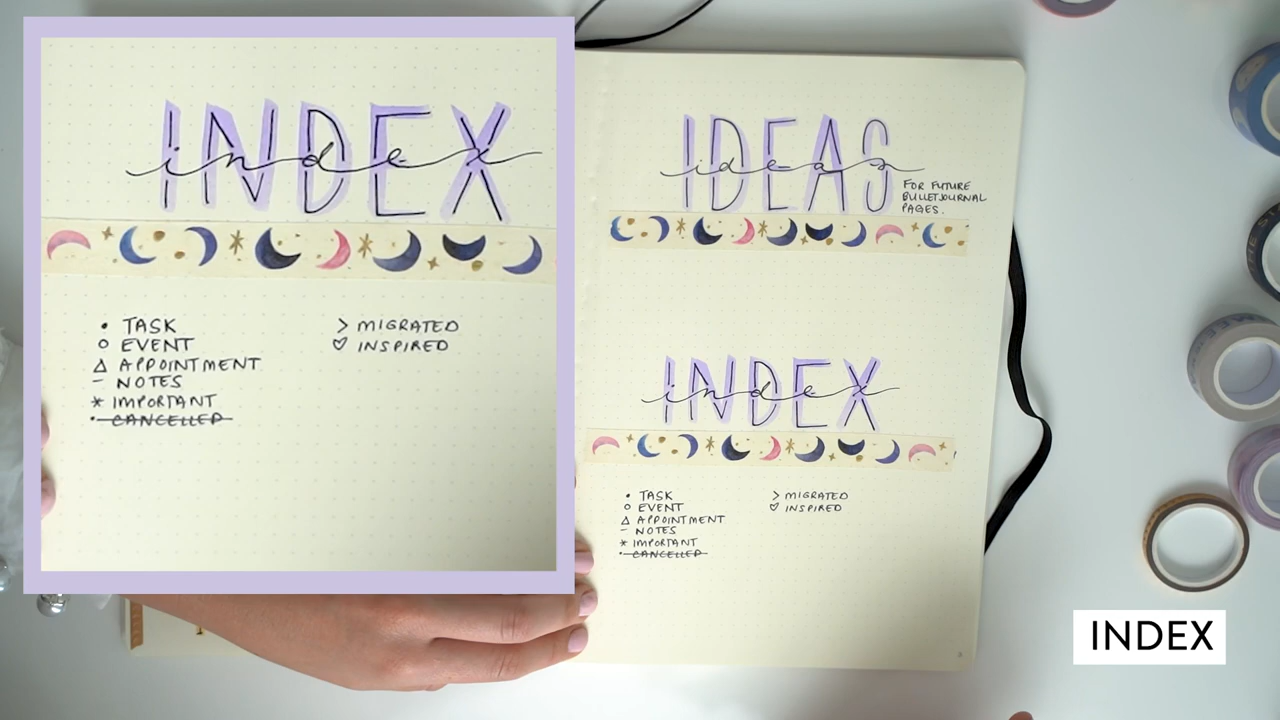 INDEX
index
• TASK
○ EVENT
△ APPOINTMENT
– NOTES
* IMPORTANT
• CANCELLED
> MIGRATED
♡ INSPIRED
IDEAS
ideas
FOR FUTURE
BULLETJOURNAL
PAGES.
INDEX
index
• TASK
○ EVENT
△ APPOINTMENT
– NOTES
* IMPORTANT
• CANCELLED
> MIGRATED
♡ INSPIRED
INDEX